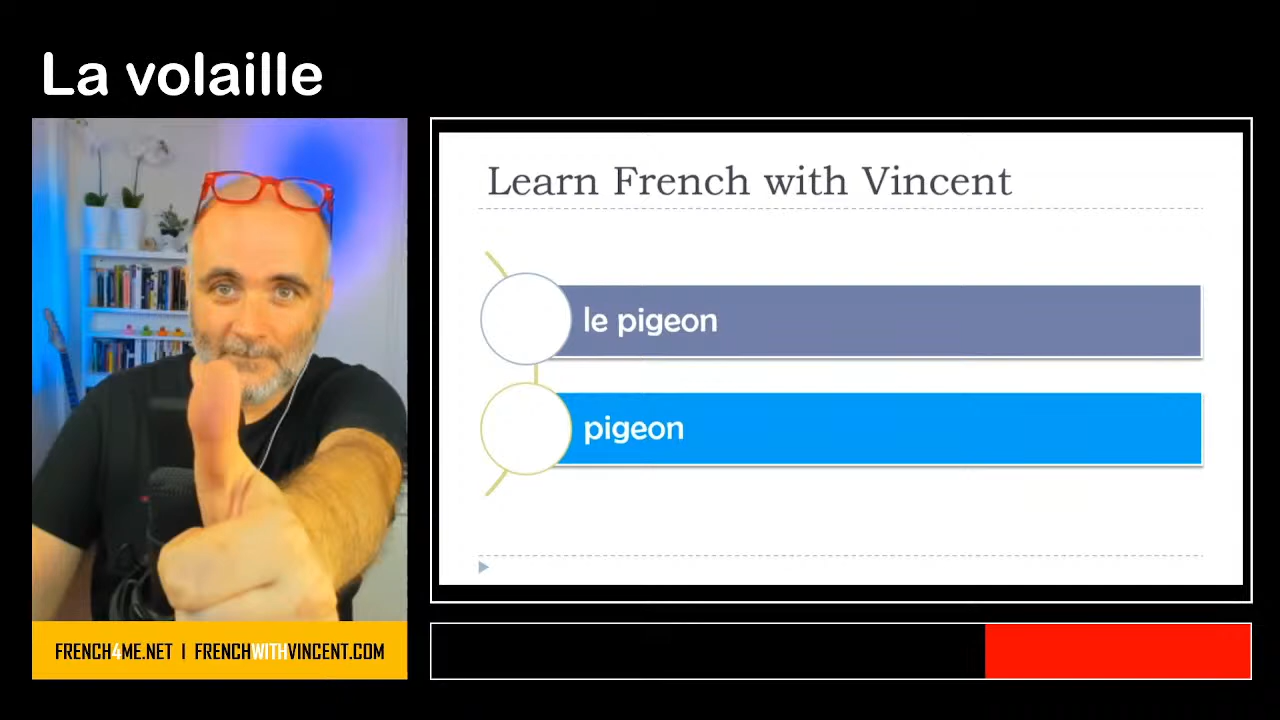 La volaille
Learn French with Vincent
le pigeon
pigeon
FRENCH4ME.NET | FRENCHWITHVINCENT.COM